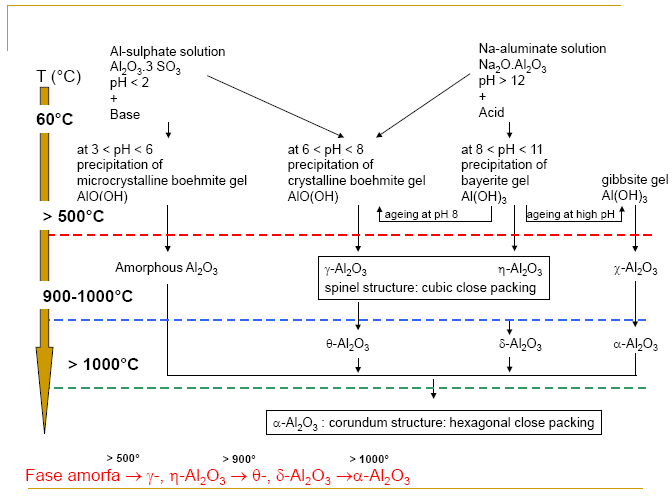 Al-sulphate solution
Al₂O₃.3 SO₃
pH < 2
+
Base
Na-aluminate solution
Na₂O.Al₂O₃
pH > 12
+
Acid
T (°C)
60°C
at 3 < pH < 6
precipitation of
microcrystalline boehmite gel
AlO(OH)
at 6 < pH < 8
precipitation of
crystalline boehmite gel
AlO(OH)
at 8 < pH < 11
precipitation of
bayerite gel
Al(OH)₃
gibbsite gel
Al(OH)₃
ageing at pH 8
ageing at high pH
> 500°C
Amorphous Al₂O₃
γ-Al₂O₃
η-Al₂O₃
spinel structure: cubic close packing
χ-Al₂O₃
900-1000°C
θ-Al₂O₃
δ-Al₂O₃
α-Al₂O₃
> 1000°C
α-Al₂O₃ : corundum structure: hexagonal close packing
> 500° > 900° > 1000°
Fase amorfa → γ-, η-Al₂O₃ → θ-, δ-Al₂O₃ →α-Al₂O₃